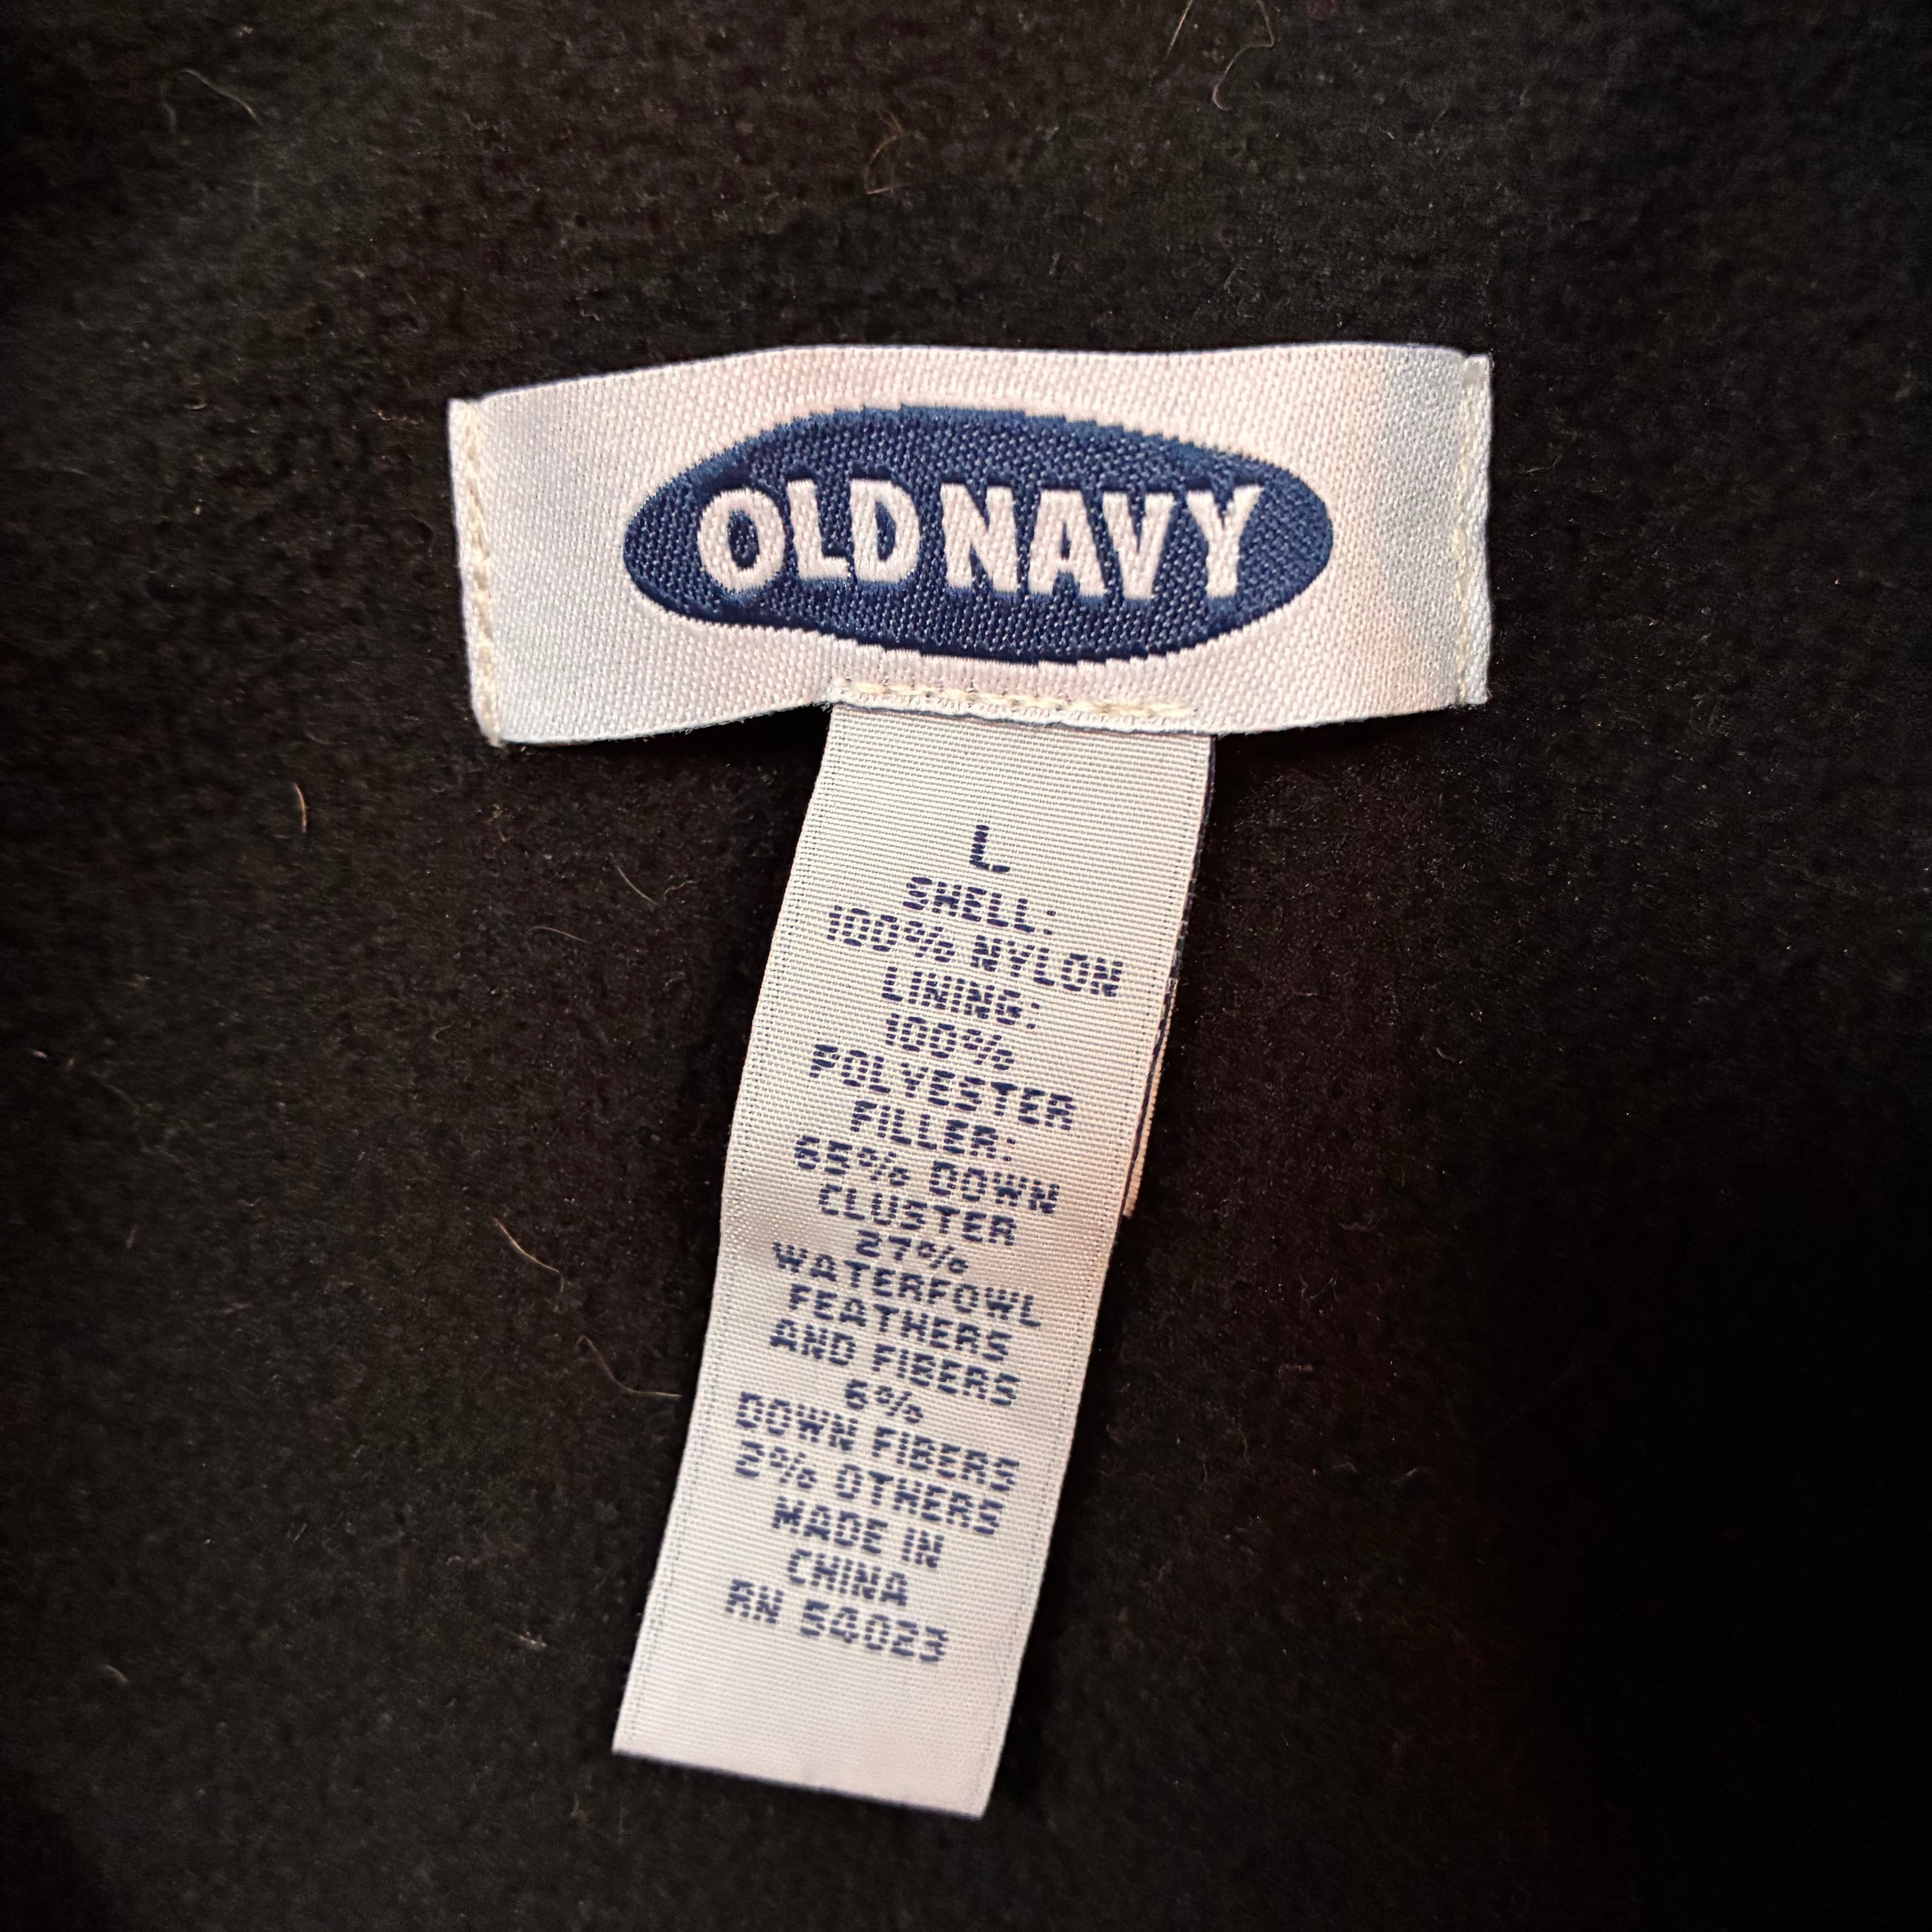 OLD NAVY
L
SHELL:
100% NYLON
LINING:
100%
POLYESTER
FILLER:
65% DOWN
CLUSTER
27%
WATERFOWL
FEATHERS
AND FIBERS
6%
DOWN FIBERS
2% OTHERS
MADE IN
CHINA
RN 54023